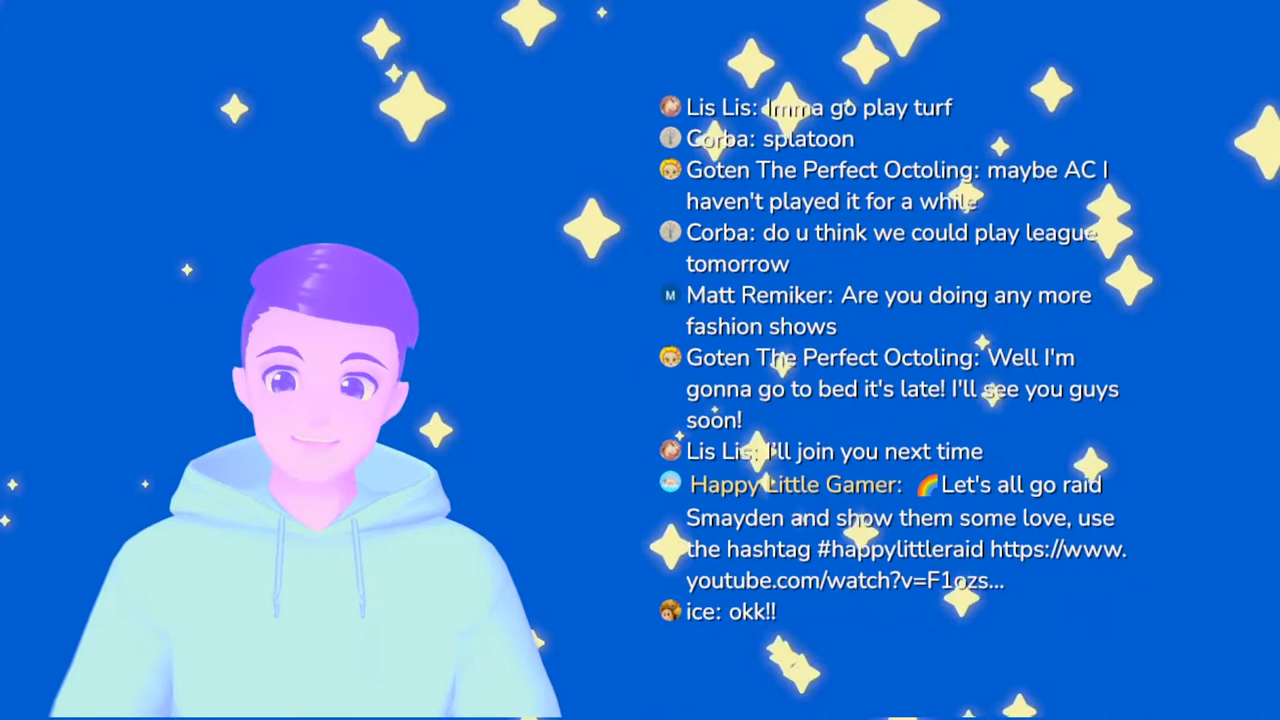 Lis Lis: Imma go play turf
Corba: splatoon
Goten The Perfect Octoling: maybe AC I
haven't played it for a while
Corba: do u think we could play league
tomorrow
M Matt Remiker: Are you doing any more
fashion shows
Goten The Perfect Octoling: Well I'm
gonna go to bed it's late! I'll see you guys
soon!
Lis Lis: I'll join you next time
Happy Little Gamer: 🌈Let's all go raid
Smayden and show them some love, use
the hashtag #happylittleraid https://www.
youtube.com/watch?v=F1ozs...
ice: okk!!